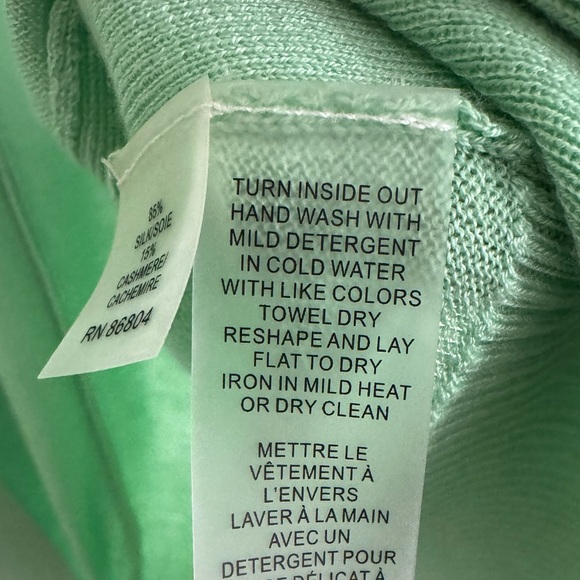 85%
SILK/SOIE
15%
CASHMERE/
CACHEMIRE
RN 86804
TURN INSIDE OUT
HAND WASH WITH
MILD DETERGENT
IN COLD WATER
WITH LIKE COLORS
TOWEL DRY
RESHAPE AND LAY
FLAT TO DRY
IRON IN MILD HEAT
OR DRY CLEAN
METTRE LE
VÊTEMENT À
L'ENVERS
LAVER À LA MAIN
AVEC UN
DETERGENT POUR
DÉLICAT À